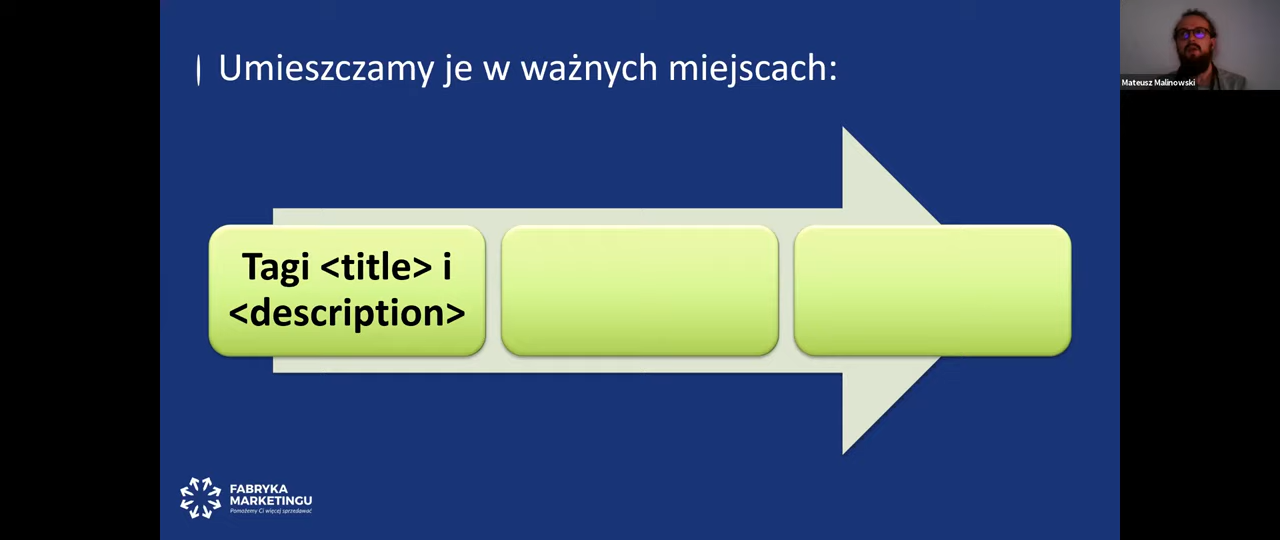 Umieszczamy je w ważnych miejscach:
Mateusz Malinowski
Tagi <title> i
<description>
FABRYKA
MARKETINGU
Pomożemy Ci więcej sprzedawać